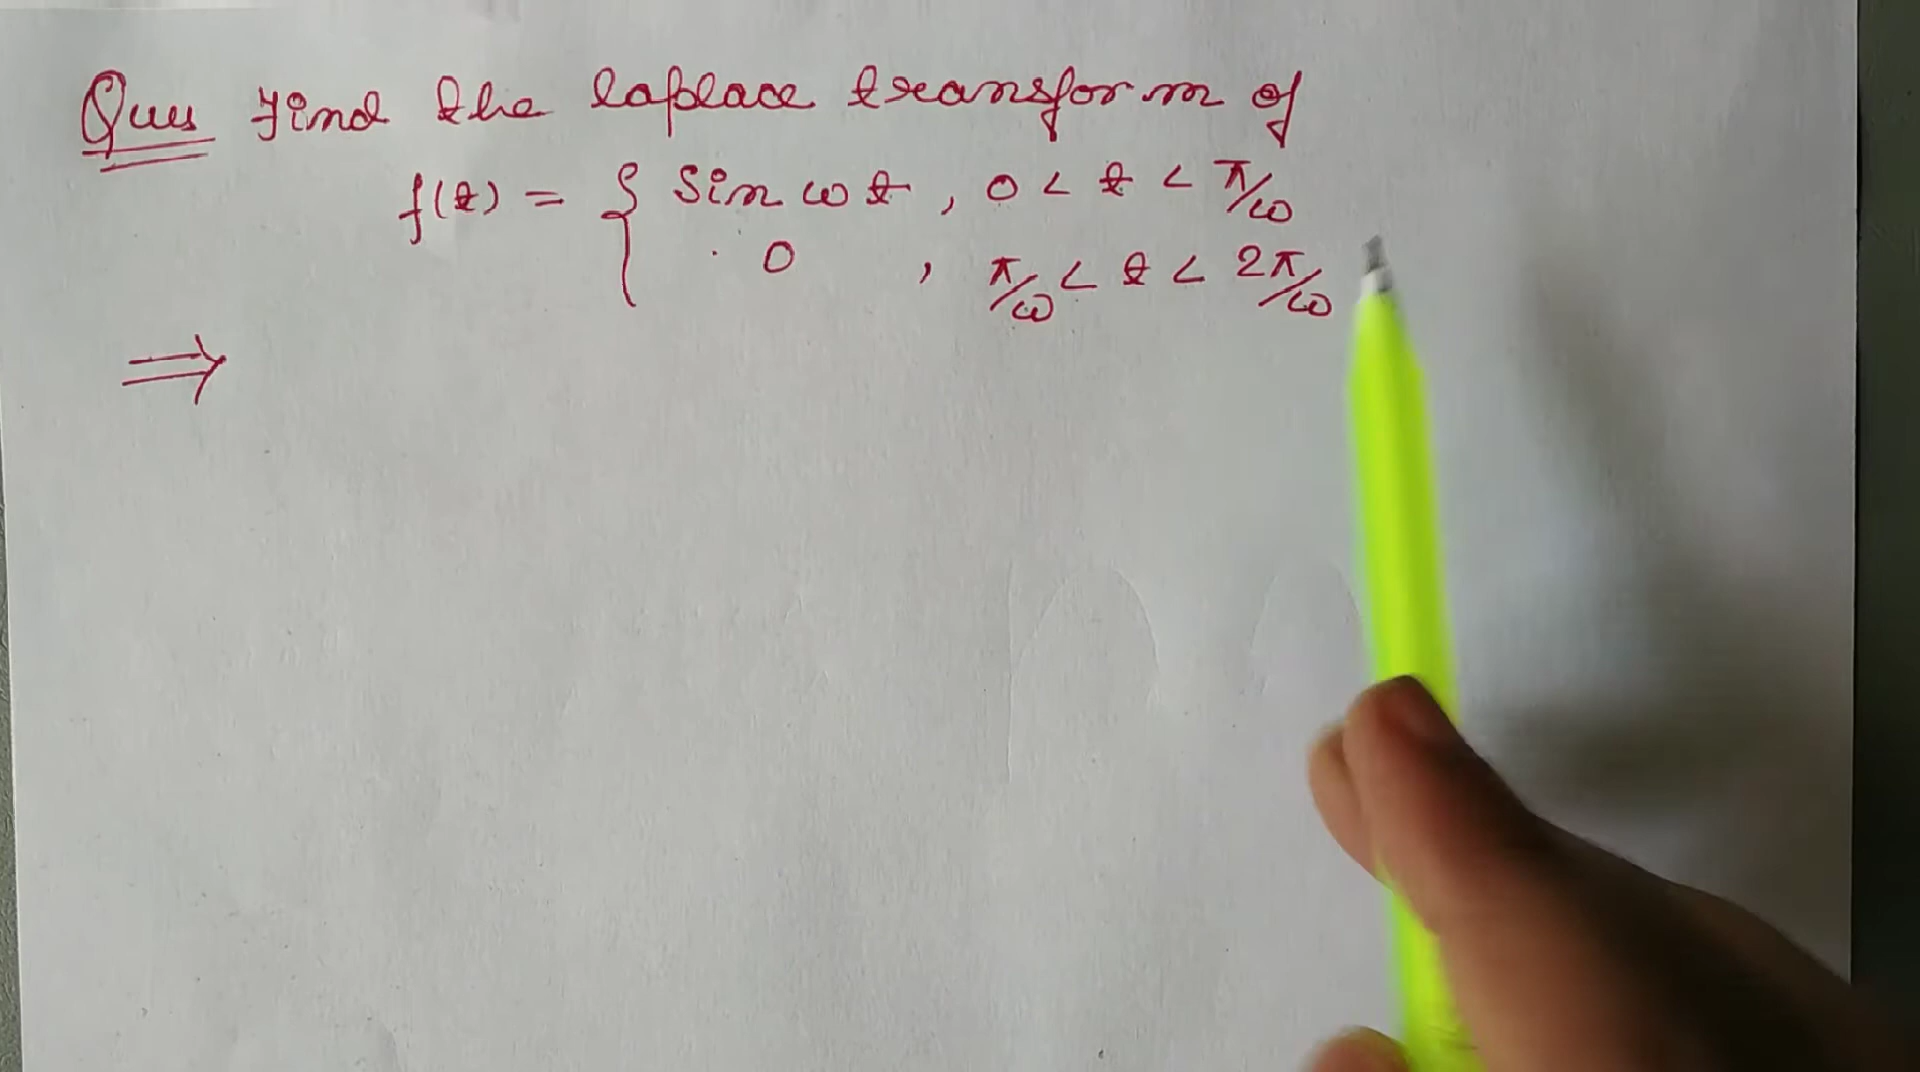 Ques Find the laplace transform of
f(t) = { Sin ωt , 0 < t < π/ω
0 , π/ω < t < 2π/ω
⇒